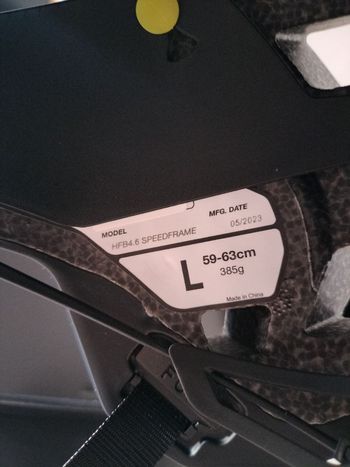 MODEL
MFG. DATE
HFB4.6 SPEEDFRAME
05/2023
L
59-63cm
385g
Made in China